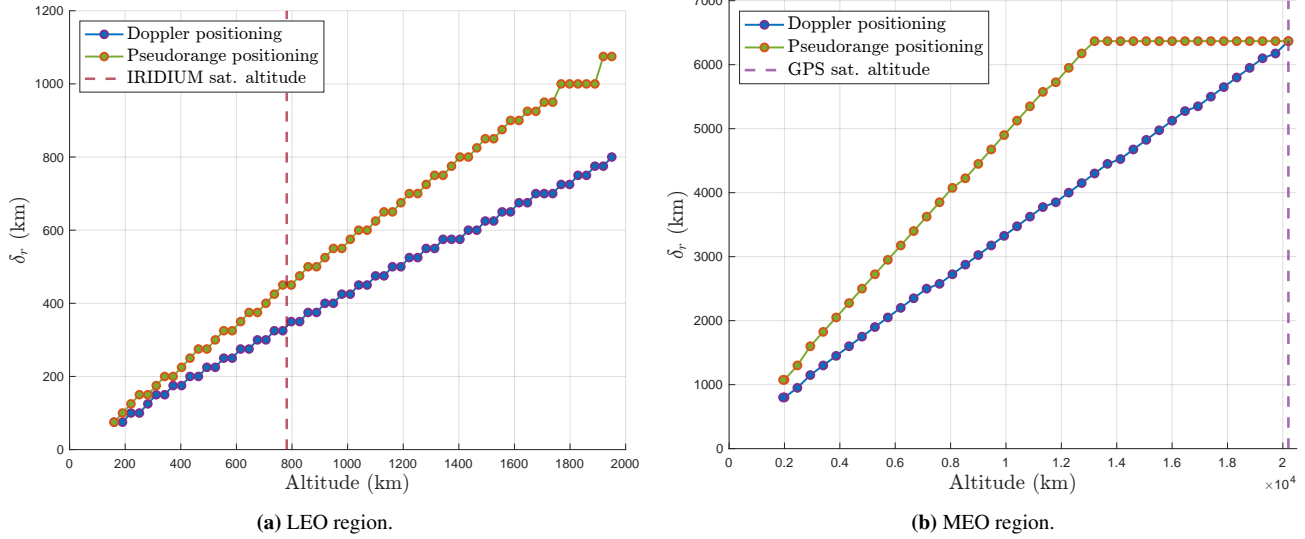 1200
1000
800
600
400
200
0
δr (km)
Doppler positioning
Pseudorange positioning
IRIDIUM sat. altitude
0 200 400 600 800 1000 1200 1400 1600 1800 2000
Altitude (km)
(a) LEO region.
7000
6000
5000
4000
3000
2000
1000
0
δr (km)
Doppler positioning
Pseudorange positioning
GPS sat. altitude
0 0.2 0.4 0.6 0.8 1 1.2 1.4 1.6 1.8 2
×10⁴
Altitude (km)
(b) MEO region.